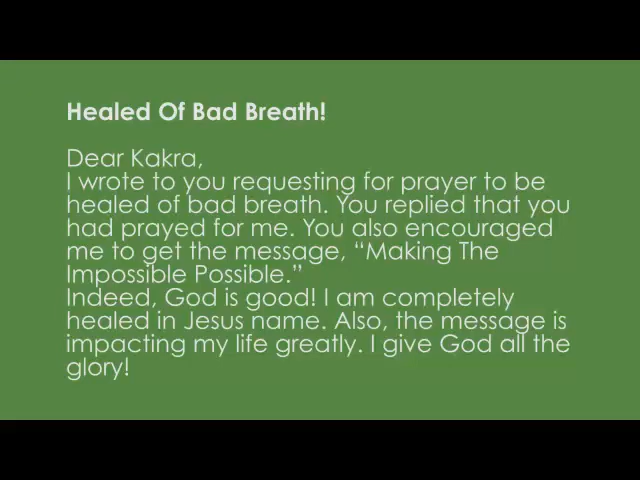 Healed Of Bad Breath!
Dear Kakra,
I wrote to you requesting for prayer to be
healed of bad breath. You replied that you
had prayed for me. You also encouraged
me to get the message, “Making The
Impossible Possible.”
Indeed, God is good! I am completely
healed in Jesus name. Also, the message is
impacting my life greatly. I give God all the
glory!